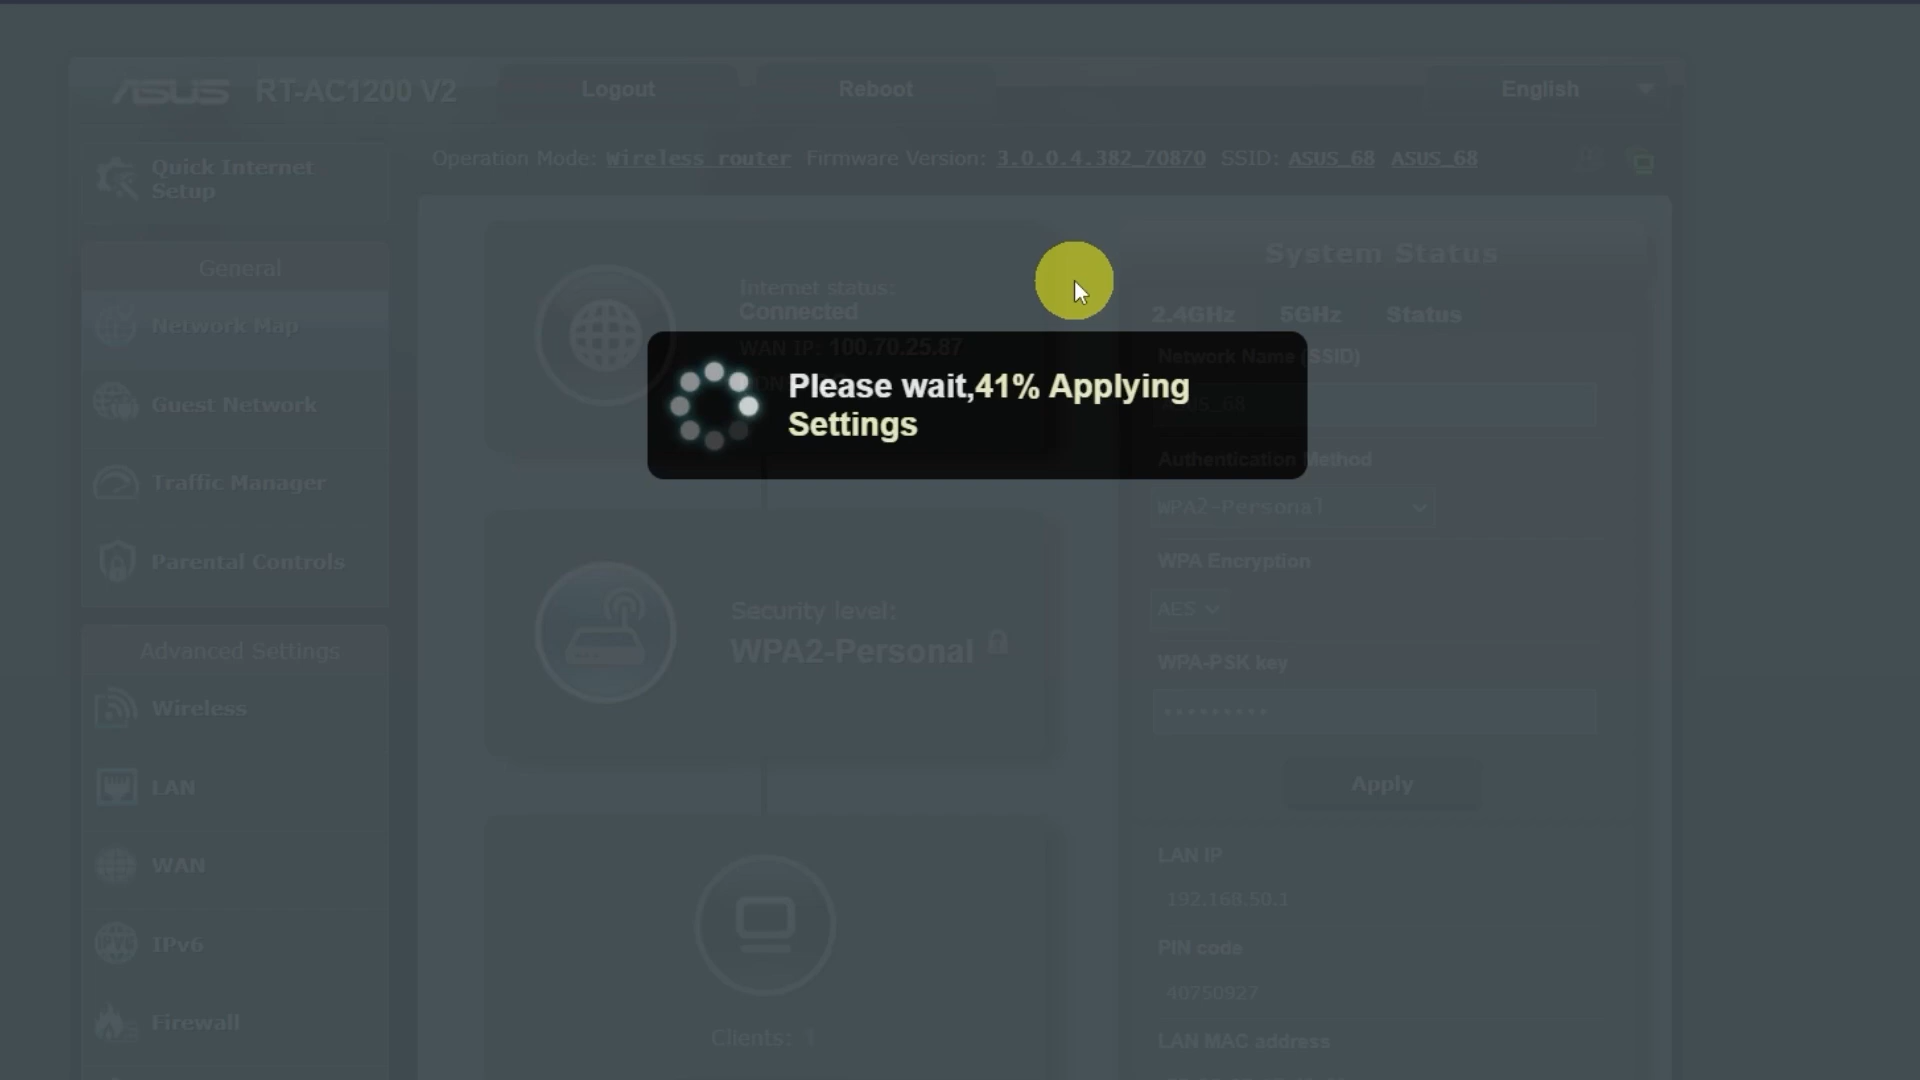 ASUS RT-AC1200 V2 Logout Reboot English
Operation Mode: Wireless router Firmware Version: 3.0.0.4.382_70870 SSID: ASUS_68 ASUS_68
Quick Internet
Setup
General
Network Map
Guest Network
Traffic Manager
Parental Controls
Advanced Settings
Wireless
LAN
WAN
IPv6
Firewall
Internet status:
Connected
WAN IP: 100.70.25.87
Please wait,41% Applying
Settings
Security level:
WPA2-Personal
Clients: 1
System Status
2.4GHz 5GHz Status
Network Name (SSID)
ASUS_68
Authentication Method
WPA2-Personal
WPA Encryption
AES
WPA-PSK key
•••••••••
Apply
LAN IP
192.168.50.1
PIN code
40750927
LAN MAC address